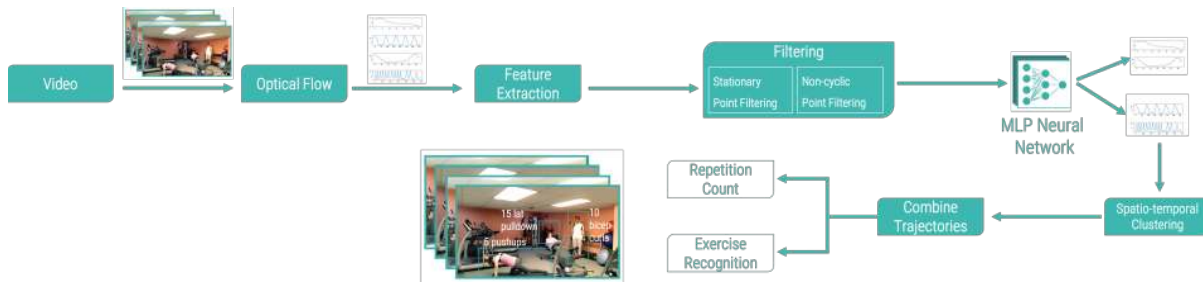 Video
Optical Flow
Feature
Extraction
Filtering
Stationary
Point Filtering
Non-cyclic
Point Filtering
MLP Neural
Network
Spatio-temporal
Clustering
Combine
Trajectories
Repetition
Count
Exercise
Recognition
15 lat
pulldown
5 pushups
10
bicep
curls